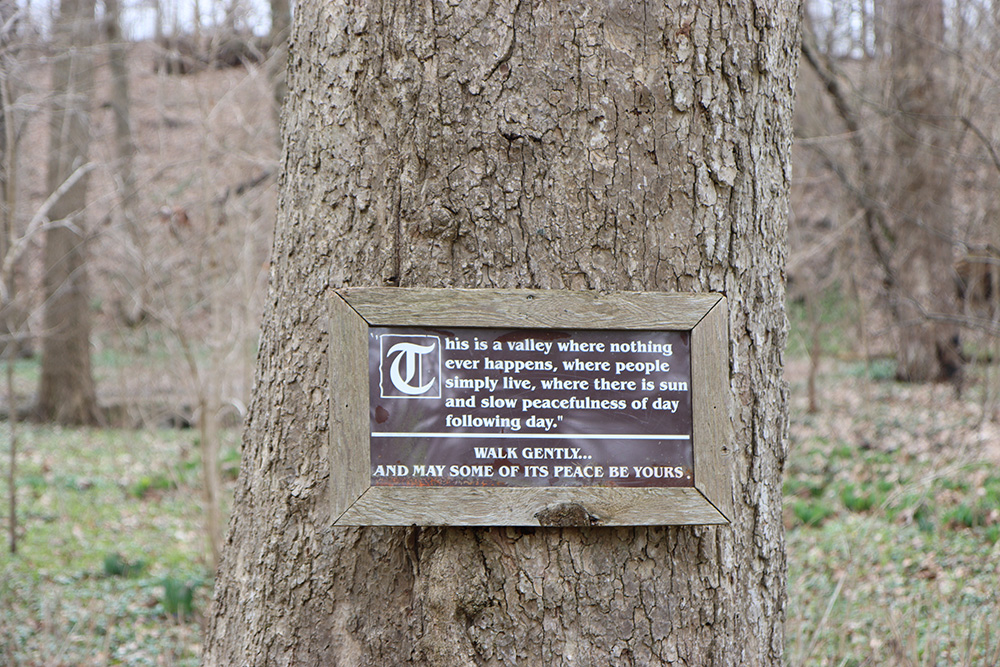 This is a valley where nothing
ever happens, where people
simply live, where there is sun
and slow peacefulness of day
following day."
WALK GENTLY...
AND MAY SOME OF ITS PEACE BE YOURS.